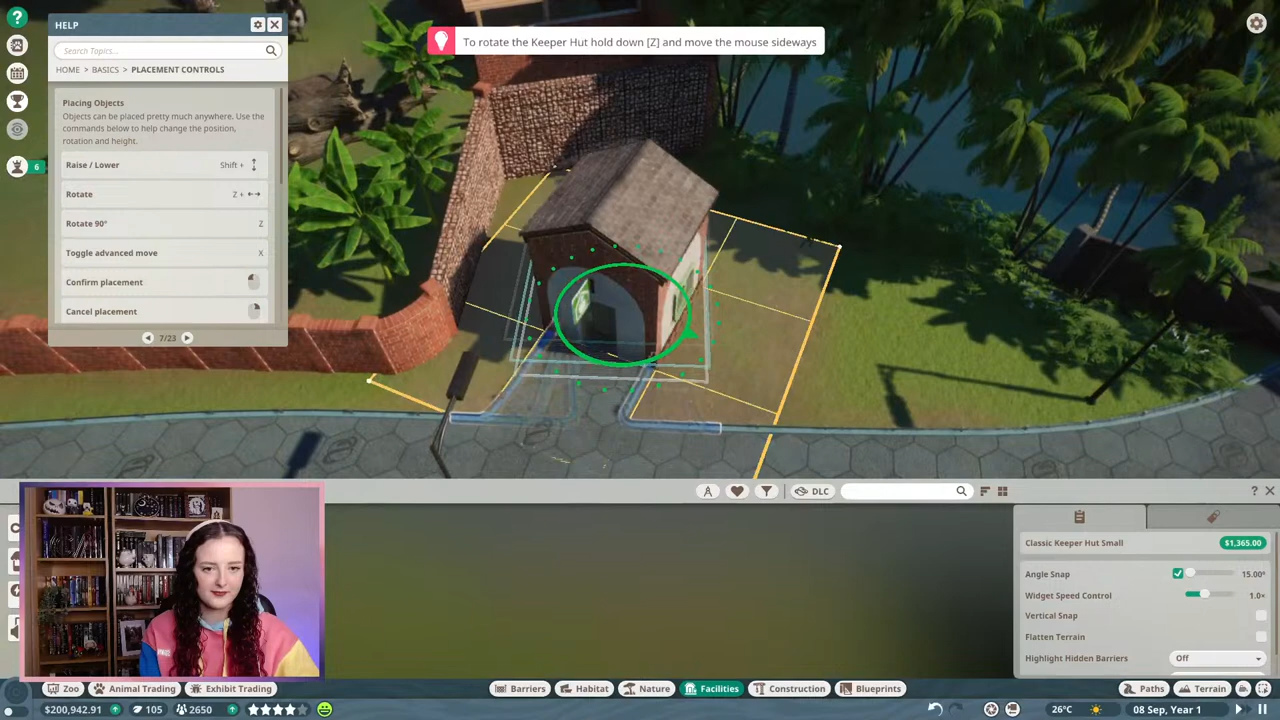 HELP
To rotate the Keeper Hut hold down [Z] and move the mouse sideways
Search Topics...
HOME > BASICS > PLACEMENT CONTROLS
Placing Objects
Objects can be placed pretty much anywhere. Use the
commands below to help change the position,
rotation and height.
Raise / Lower Shift +
Rotate Z +
Rotate 90° Z
Toggle advanced move X
Confirm placement
Cancel placement
7/23
6
DLC
Classic Keeper Hut Small $1,365.00
Angle Snap 15.00°
Widget Speed Control 1.0×
Vertical Snap
Flatten Terrain
Highlight Hidden Barriers Off
Zoo Animal Trading Exhibit Trading Barriers Habitat Nature Facilities Construction Blueprints Paths Terrain
$200,942.91 105 2650 26°C 08 Sep, Year 1